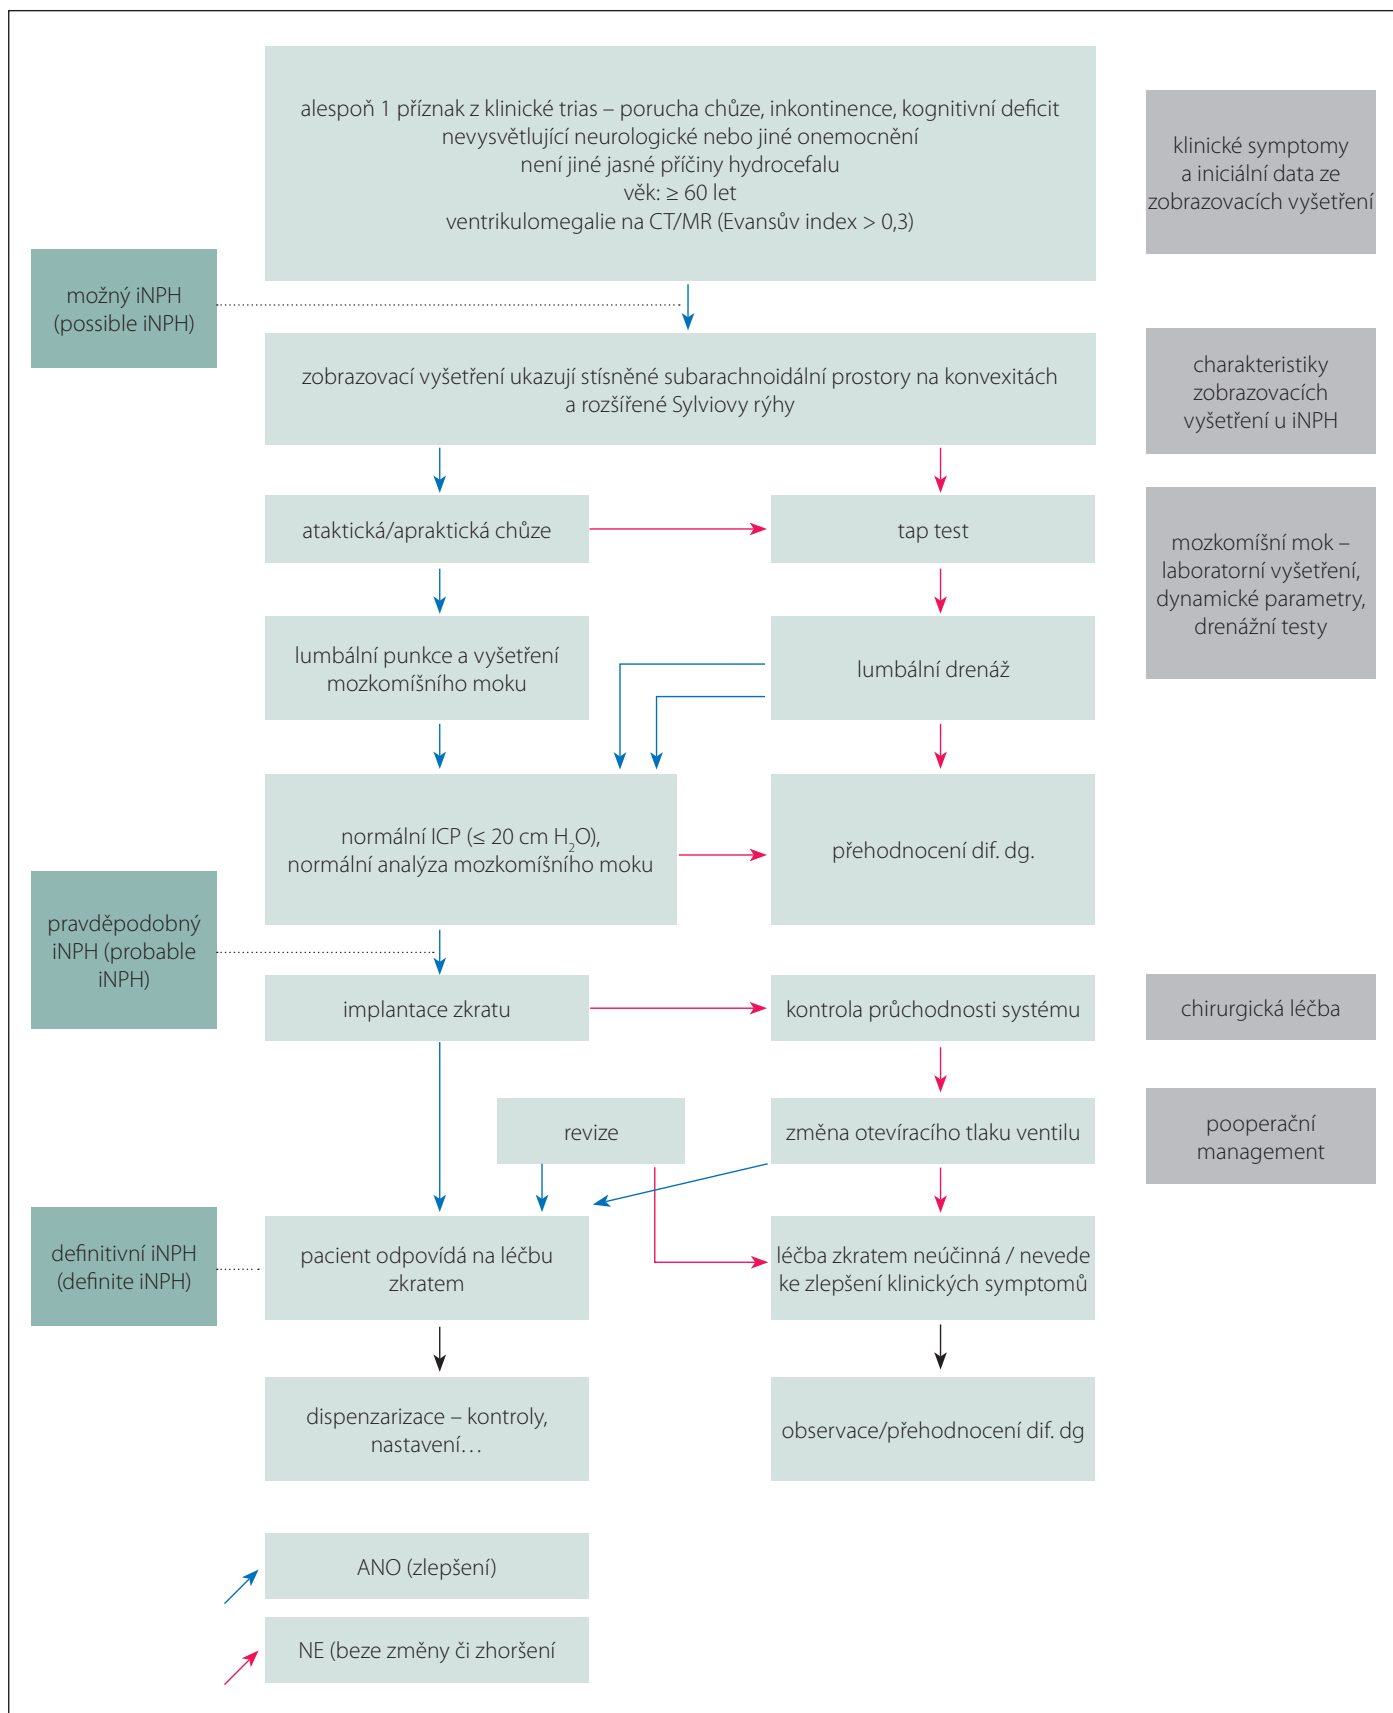 alespoň 1 příznak z klinické trias – porucha chůze, inkontinence, kognitivní deficit
nevysvětlující neurologické nebo jiné onemocnění
není jiné jasné příčiny hydrocefalu
věk: ≥ 60 let
ventrikulomegalie na CT/MR (Evansův index > 0,3)
klinické symptomy
a iniciální data ze
zobrazovacích vyšetření
možný iNPH
(possible iNPH)
zobrazovací vyšetření ukazují stísněné subarachnoidální prostory na konvexitách
a rozšířené Sylviovy rýhy
charakteristiky
zobrazovacích
vyšetření u iNPH
ataktická/apraktická chůze
tap test
mozkomíšní mok –
laboratorní vyšetření,
dynamické parametry,
drenážní testy
lumbální punkce a vyšetření
mozkomíšního moku
lumbální drenáž
normální ICP (≤ 20 cm H₂O),
normální analýza mozkomíšního moku
přehodnocení dif. dg.
pravděpodobný
iNPH (probable
iNPH)
implantace zkratu
kontrola průchodnosti systému
chirurgická léčba
revize
změna otevíracího tlaku ventilu
pooperační
management
definitivní iNPH
(definite iNPH)
pacient odpovídá na léčbu
zkratem
léčba zkratem neúčinná / nevede
ke zlepšení klinických symptomů
dispenzarizace – kontroly,
nastavení…
observace/přehodnocení dif. dg
ANO (zlepšení)
NE (beze změny či zhoršení